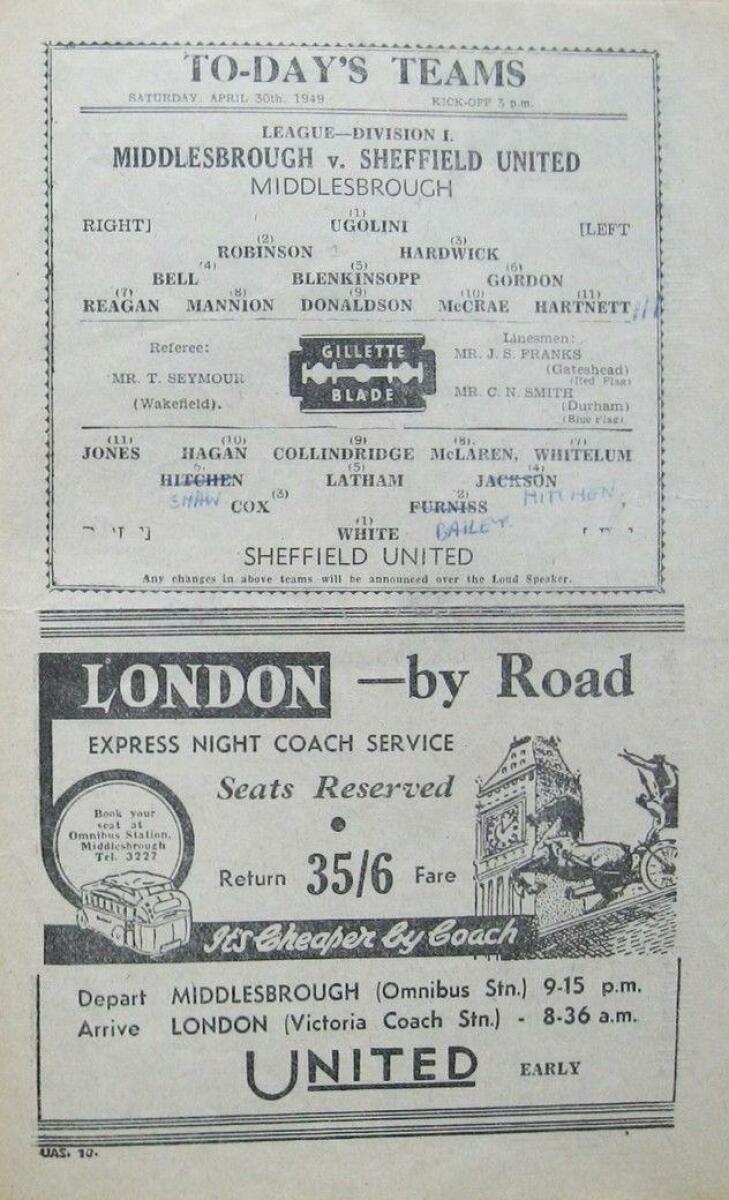 TO-DAY'S TEAMS
SATURDAY, APRIL 30th, 1949 KICK-OFF 3 p.m.
LEAGUE—DIVISION I.
MIDDLESBROUGH v. SHEFFIELD UNITED
MIDDLESBROUGH
(1)
RIGHT] UGOLINI [LEFT
(2) (3)
ROBINSON HARDWICK
(4) (5) (6)
BELL BLENKINSOPP GORDON
(7) (8) (9) (10) (11)
REAGAN MANNION DONALDSON McCRAE HARTNETT
Referee:
MR. T. SEYMOUR
(Wakefield).
GILLETTE
BLADE
Linesmen:
MR. J. S. FRANKS
(Gateshead)
(Red Flag)
MR. C. N. SMITH
(Durham)
(Blue Flag)
(11) (10) (9) (8). (7)
JONES HAGAN COLLINDRIDGE McLAREN, WHITELUM
(5) (4)
HITCHEN LATHAM JACKSON
SHAW HITCHEN
(3) (2)
COX FURNISS
BAILEY
(1)
WHITE
SHEFFIELD UNITED
Any changes in above teams will be announced over the Loud Speaker.
LONDON —by Road
EXPRESS NIGHT COACH SERVICE
Seats Reserved
Book your
seat at
Omnibus Station,
Middlesbrough
Tel. 3227
Return 35/6 Fare
It's Cheaper by Coach
Depart MIDDLESBROUGH (Omnibus Stn.) 9-15 p.m.
Arrive LONDON (Victoria Coach Stn.) - 8-36 a.m.
UNITED EARLY
UAS. 10.